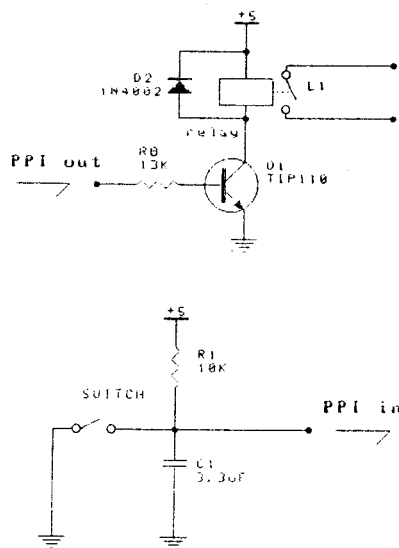 +5
D2
1N4002
L1
relay
R8
13K
PPI out
Q1
TIP110
+5
R1
10K
SWITCH
PPI in
C1
3.3uF